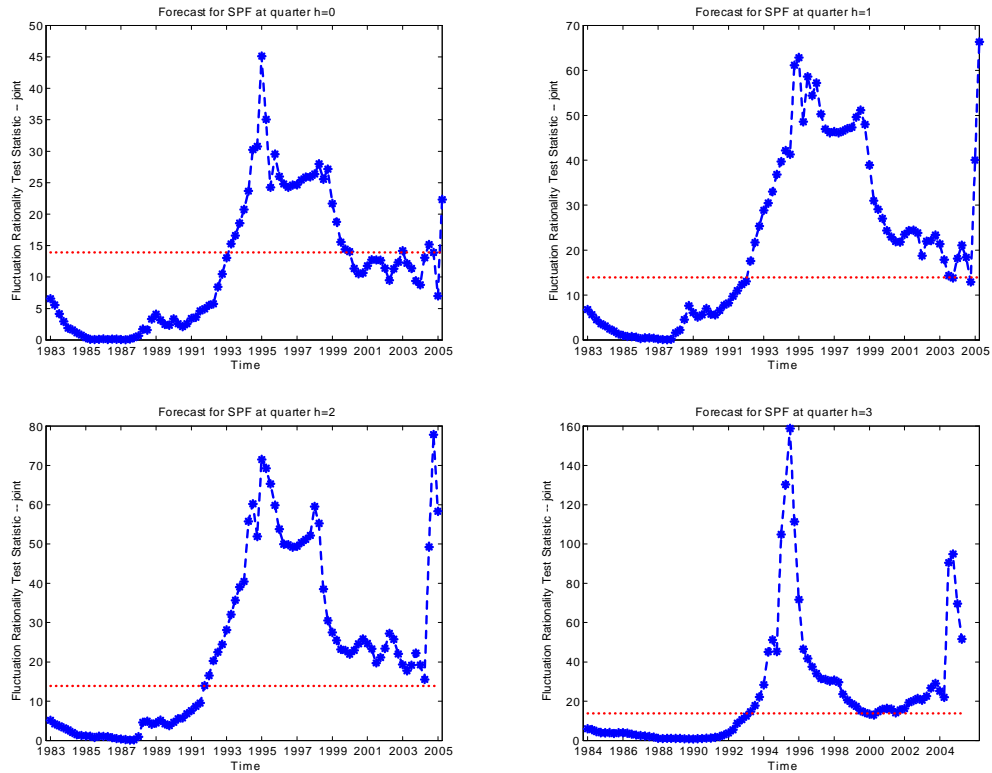 Forecast for SPF at quarter h=0
Fluctuation Rationality Test Statistic -- joint
50
45
40
35
30
25
20
15
10
5
0
1983 1985 1987 1989 1991 1993 1995 1997 1999 2001 2003 2005
Time
Forecast for SPF at quarter h=1
Fluctuation Rationality Test Statistic -- joint
70
60
50
40
30
20
10
0
1983 1985 1987 1989 1991 1993 1995 1997 1999 2001 2003 2005
Time
Forecast for SPF at quarter h=2
Fluctuation Rationality Test Statistic -- joint
80
70
60
50
40
30
20
10
0
1983 1985 1987 1989 1991 1993 1995 1997 1999 2001 2003 2005
Time
Forecast for SPF at quarter h=3
Fluctuation Rationality Test Statistic -- joint
160
140
120
100
80
60
40
20
0
1984 1986 1988 1990 1992 1994 1996 1998 2000 2002 2004
Time